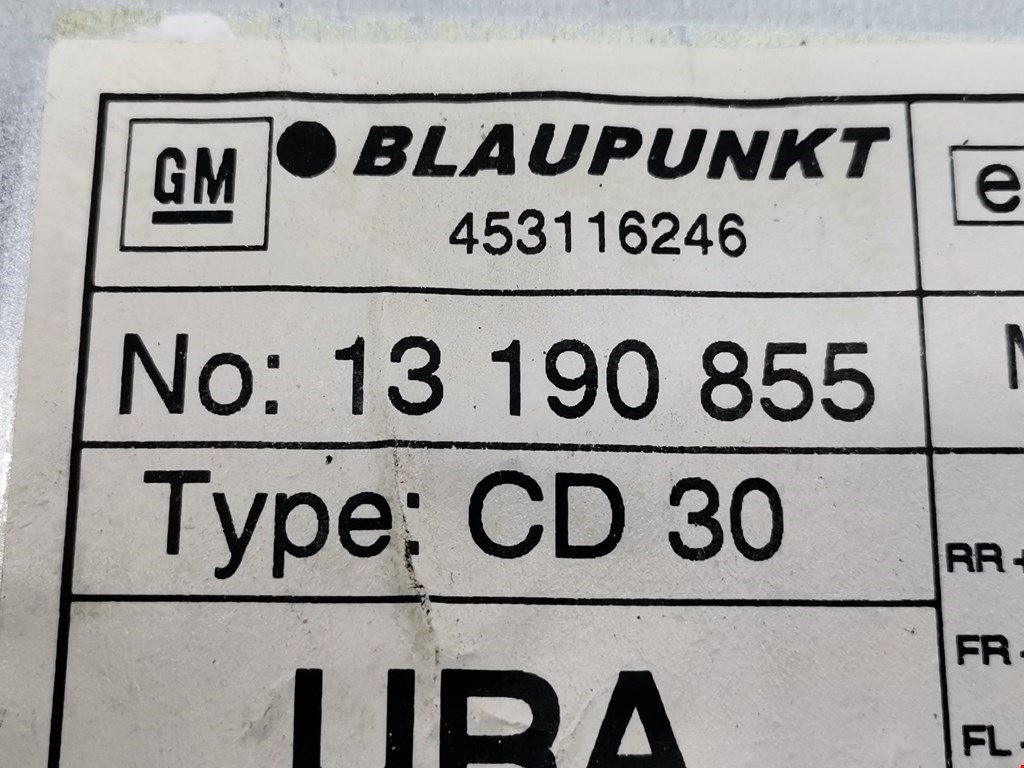 GM
BLAUPUNKT
453116246
e
No: 13 190 855
Type: CD 30
RR +
FR -
FL -